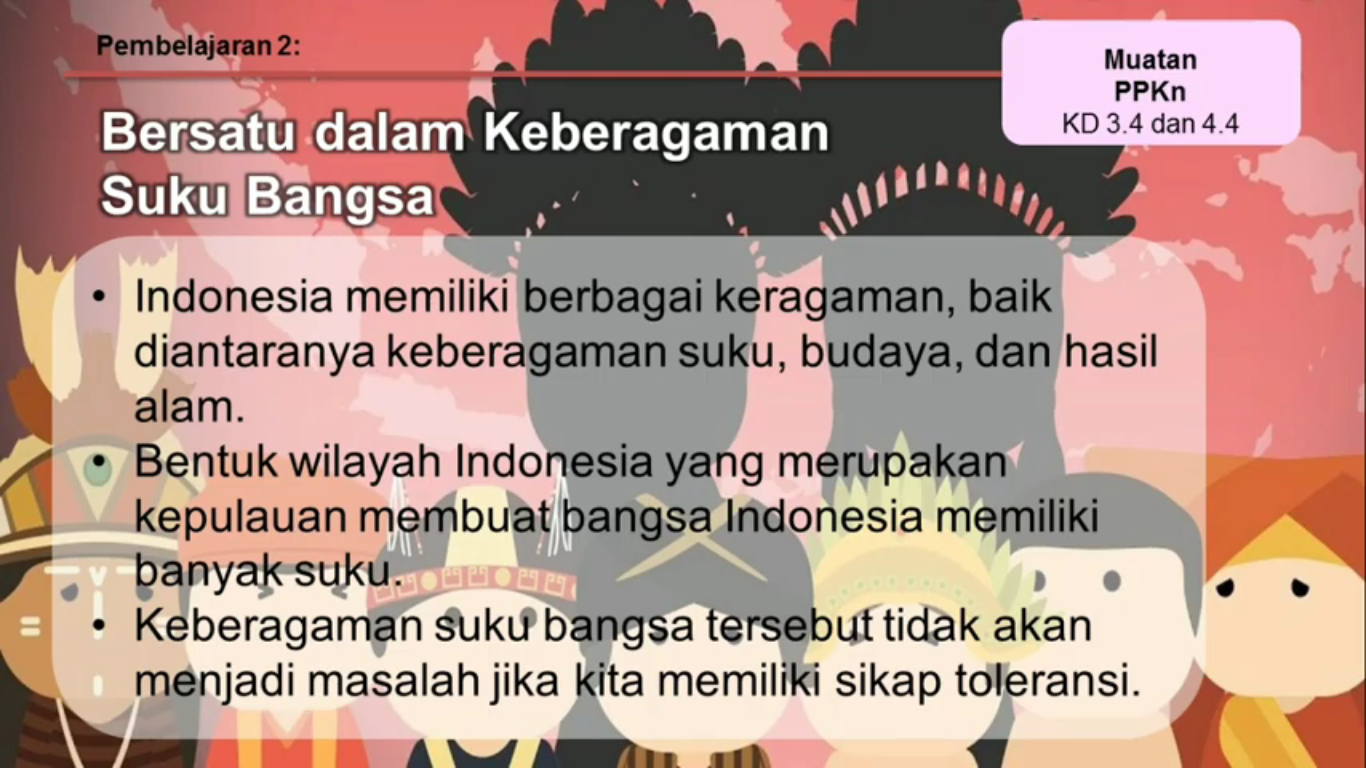 Pembelajaran 2:
Muatan
PPKn
KD 3.4 dan 4.4
Bersatu dalam Keberagaman
Suku Bangsa
• Indonesia memiliki berbagai keragaman, baik
diantaranya keberagaman suku, budaya, dan hasil
alam.
• Bentuk wilayah Indonesia yang merupakan
kepulauan membuat bangsa Indonesia memiliki
banyak suku.
• Keberagaman suku bangsa tersebut tidak akan
menjadi masalah jika kita memiliki sikap toleransi.